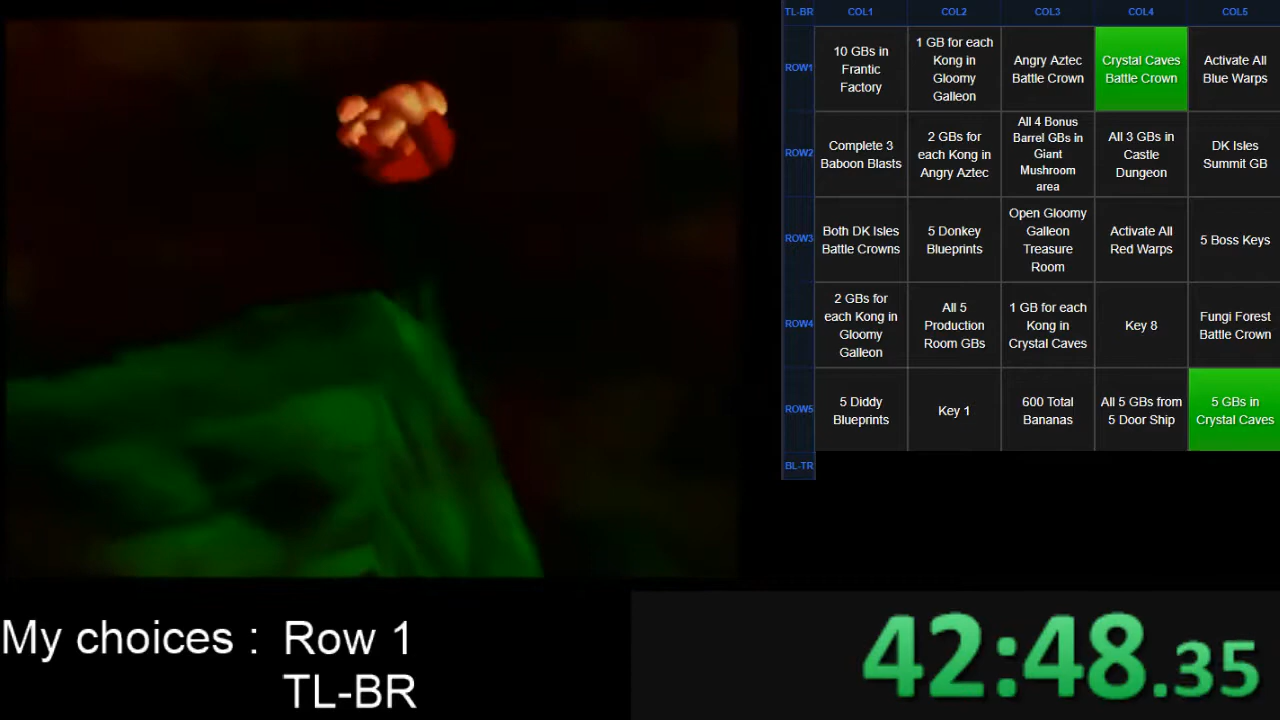 TL-BR COL1 COL2 COL3 COL4 COL5
ROW1
10 GBs in
Frantic
Factory
1 GB for each
Kong in
Gloomy
Galleon
Angry Aztec
Battle Crown
Crystal Caves
Battle Crown
Activate All
Blue Warps
ROW2
Complete 3
Baboon Blasts
2 GBs for
each Kong in
Angry Aztec
All 4 Bonus
Barrel GBs in
Giant
Mushroom
area
All 3 GBs in
Castle
Dungeon
DK Isles
Summit GB
ROW3
Both DK Isles
Battle Crowns
5 Donkey
Blueprints
Open Gloomy
Galleon
Treasure
Room
Activate All
Red Warps
5 Boss Keys
ROW4
2 GBs for
each Kong in
Gloomy
Galleon
All 5
Production
Room GBs
1 GB for each
Kong in
Crystal Caves
Key 8
Fungi Forest
Battle Crown
ROW5
5 Diddy
Blueprints
Key 1
600 Total
Bananas
All 5 GBs from
5 Door Ship
5 GBs in
Crystal Caves
BL-TR
My choices : Row 1
TL-BR
42:48.35